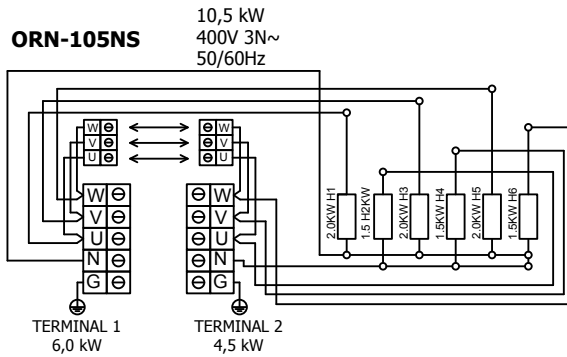 10,5 kW
ORN-105NS
400V 3N~
50/60Hz
W
V
U
W
V
U
W
V
U
N
G
W
V
U
N
G
2.0KW H1
1.5 H2KW
2.0KW H3
1.5KW H4
2.0KW H5
1.5KW H6
TERMINAL 1
6,0 kW
TERMINAL 2
4,5 kW